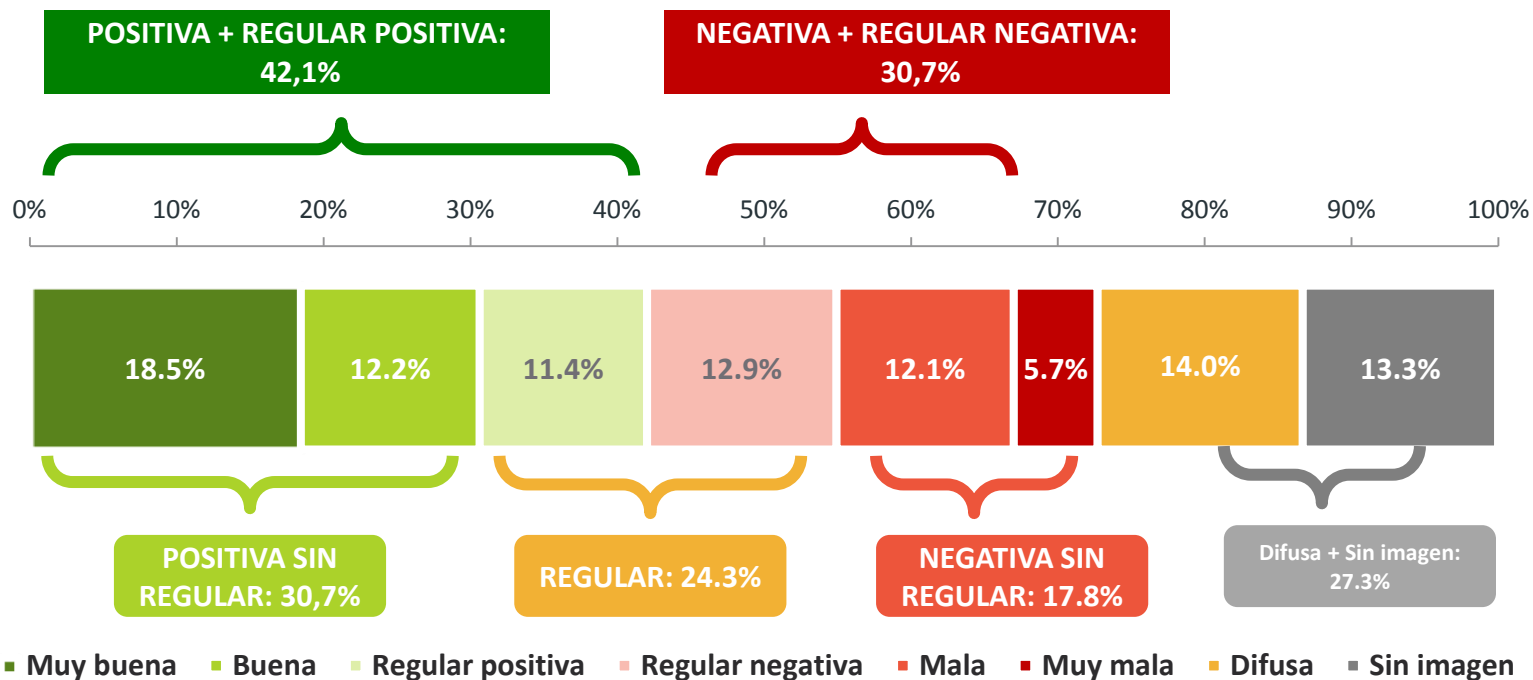 POSITIVA + REGULAR POSITIVA:
42,1%
NEGATIVA + REGULAR NEGATIVA:
30,7%
0% 10% 20% 30% 40% 50% 60% 70% 80% 90% 100%
18.5% 12.2% 11.4% 12.9% 12.1% 5.7% 14.0% 13.3%
POSITIVA SIN
REGULAR: 30,7%
REGULAR: 24.3%
NEGATIVA SIN
REGULAR: 17.8%
Difusa + Sin imagen:
27.3%
Muy buena Buena Regular positiva Regular negativa Mala Muy mala Difusa Sin imagen